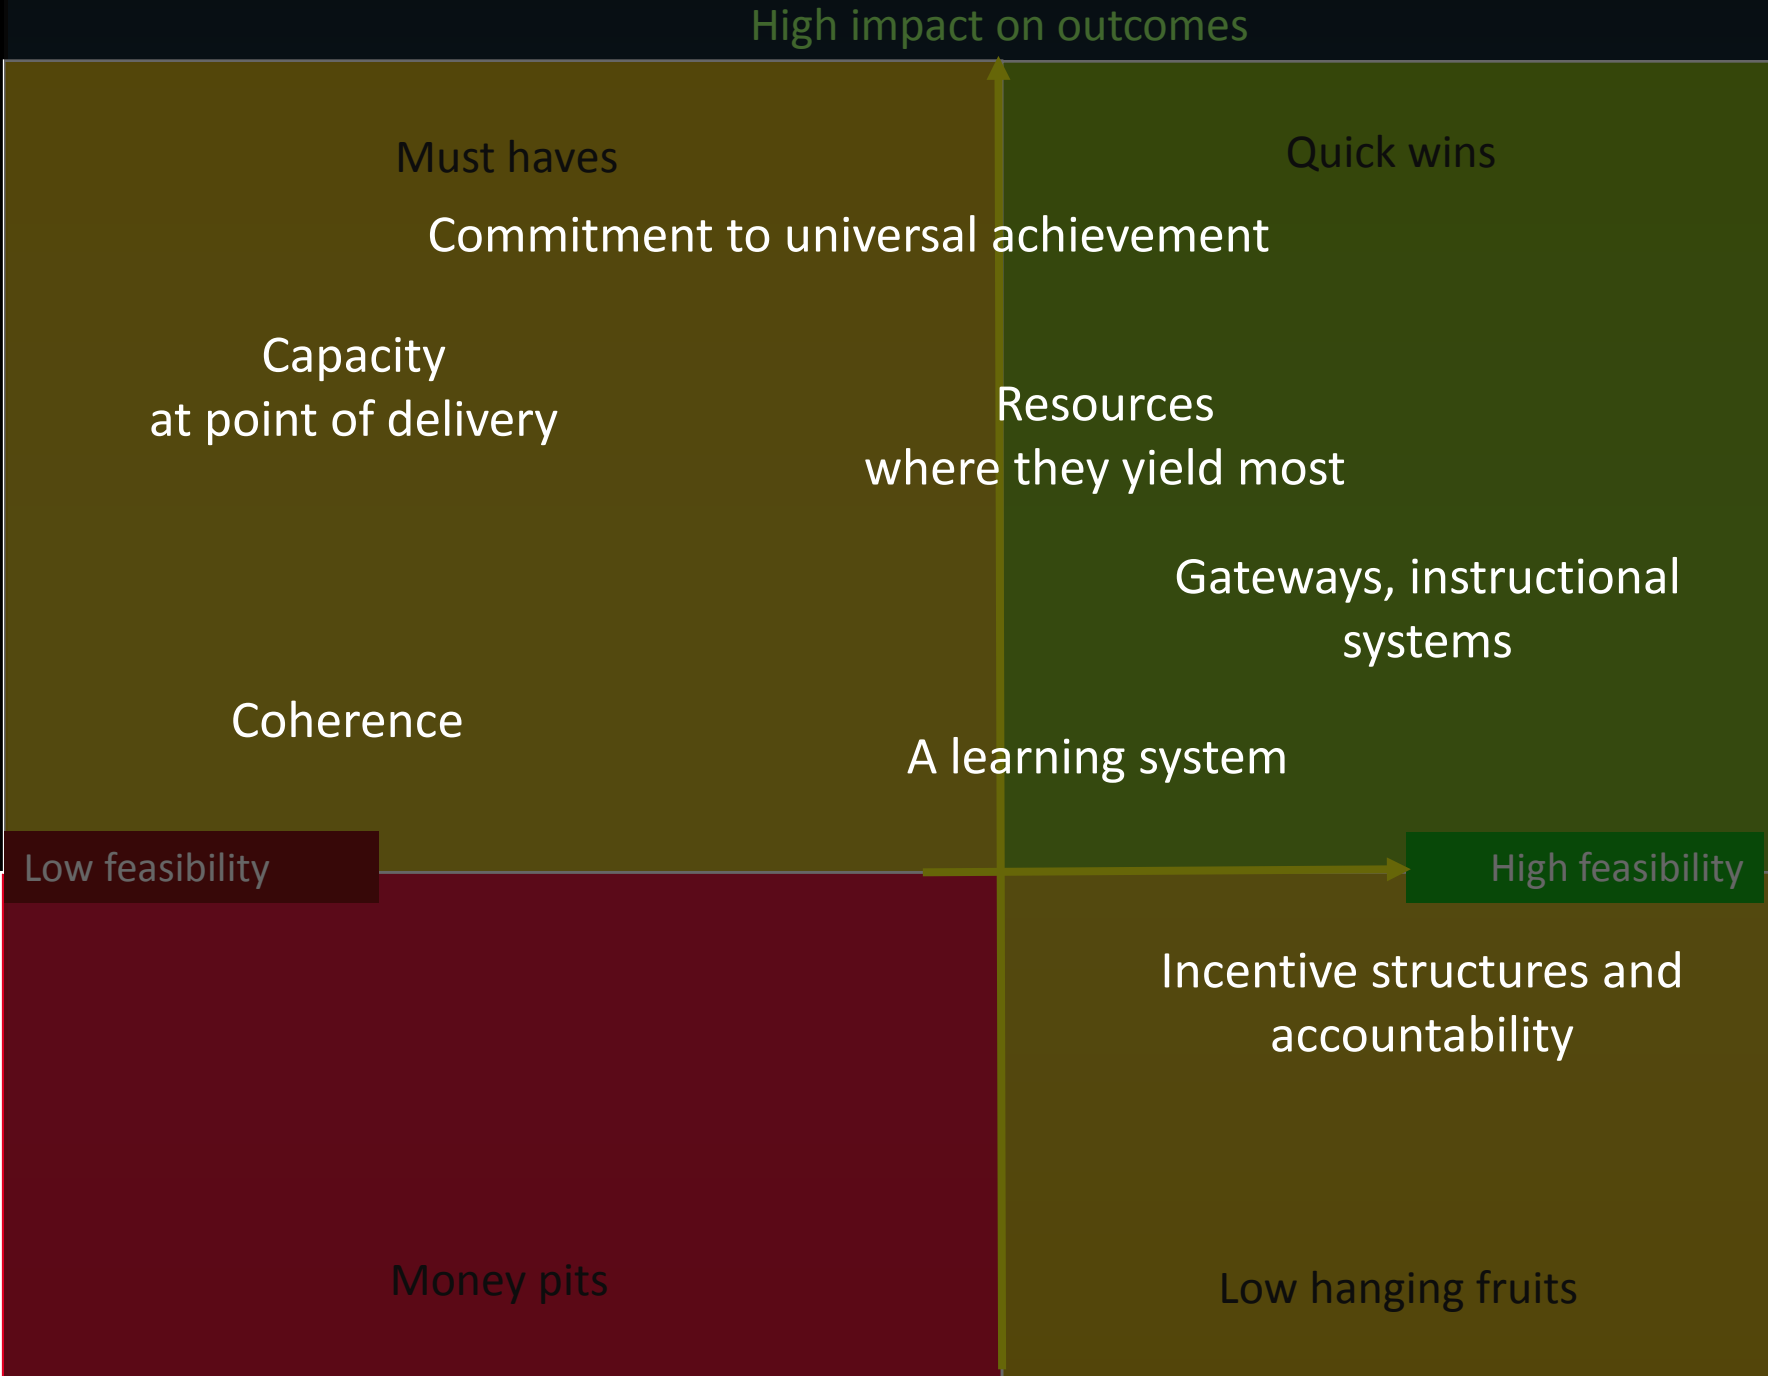 High impact on outcomes
Must haves
Quick wins
Commitment to universal achievement
Capacity
at point of delivery
Resources
where they yield most
Gateways, instructional
systems
Coherence
A learning system
Low feasibility
High feasibility
Incentive structures and
accountability
Money pits
Low hanging fruits